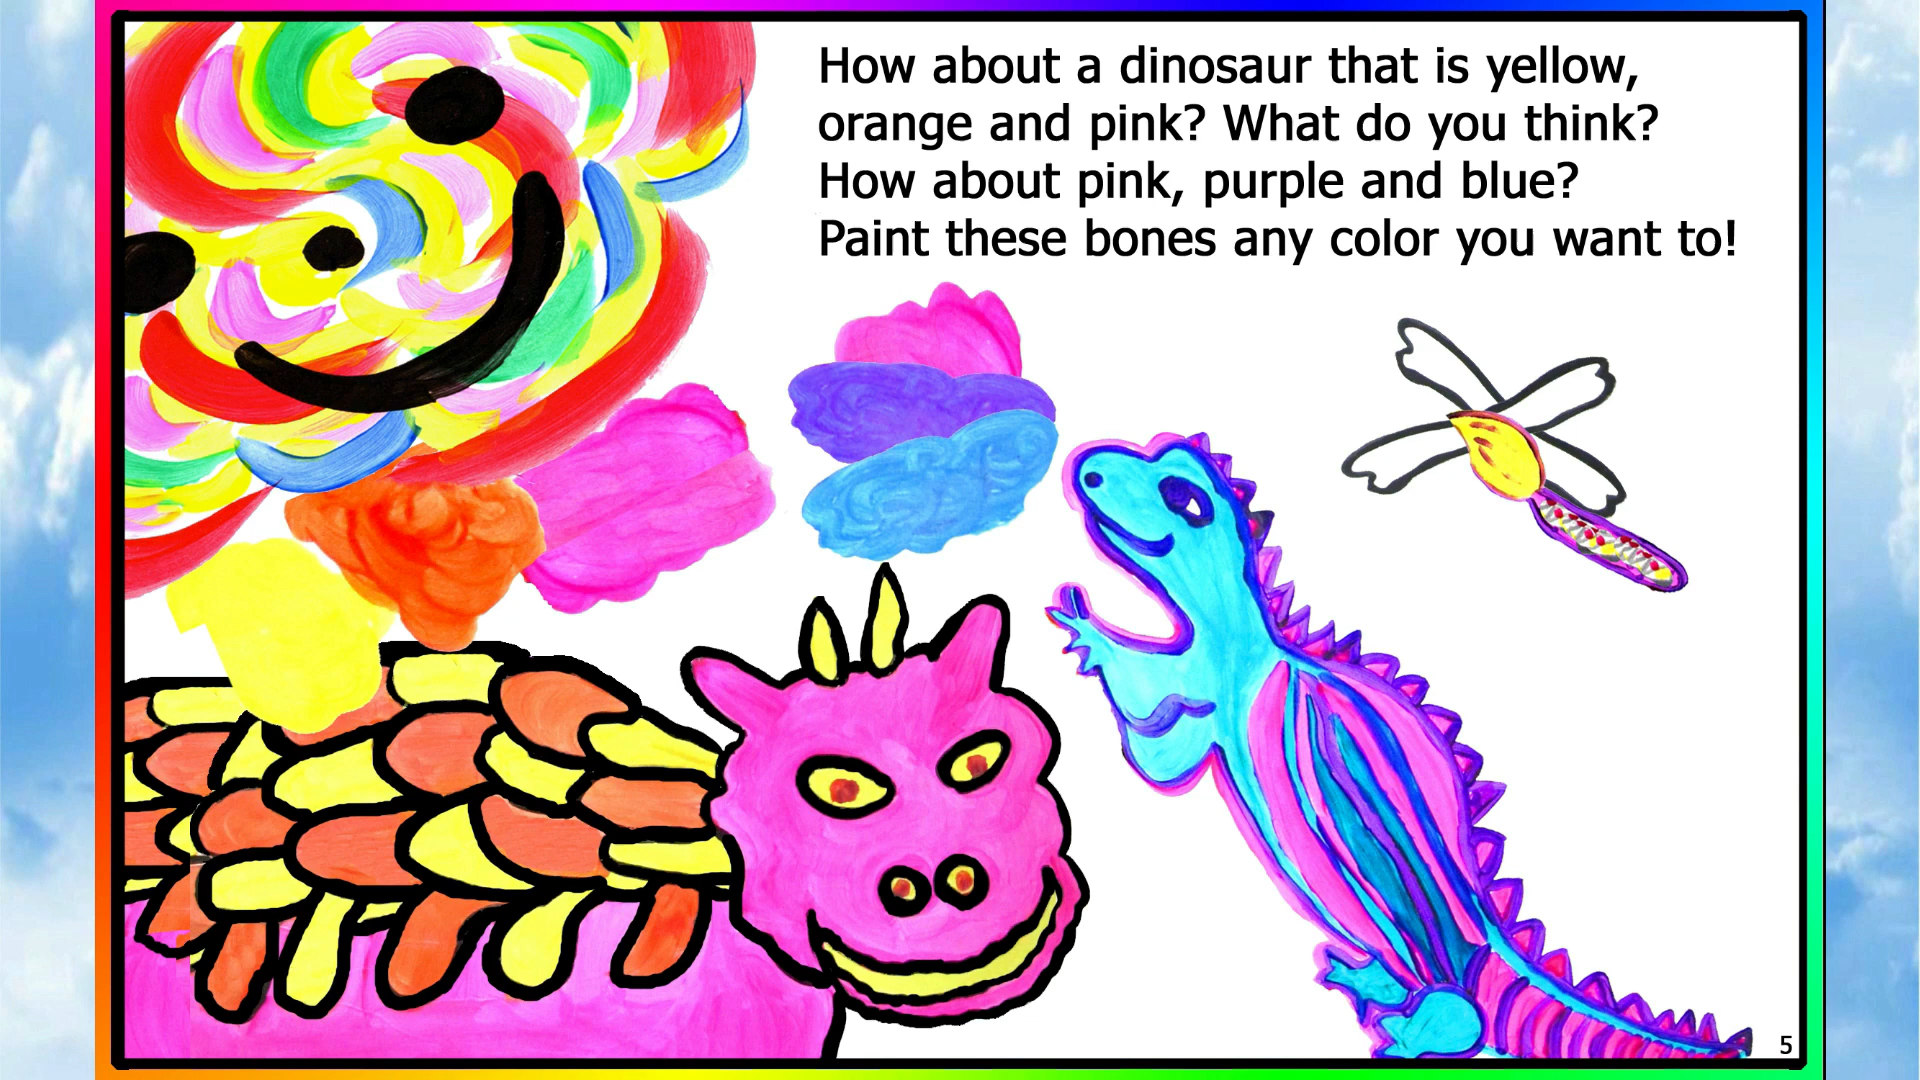 How about a dinosaur that is yellow,
orange and pink? What do you think?
How about pink, purple and blue?
Paint these bones any color you want to!
5